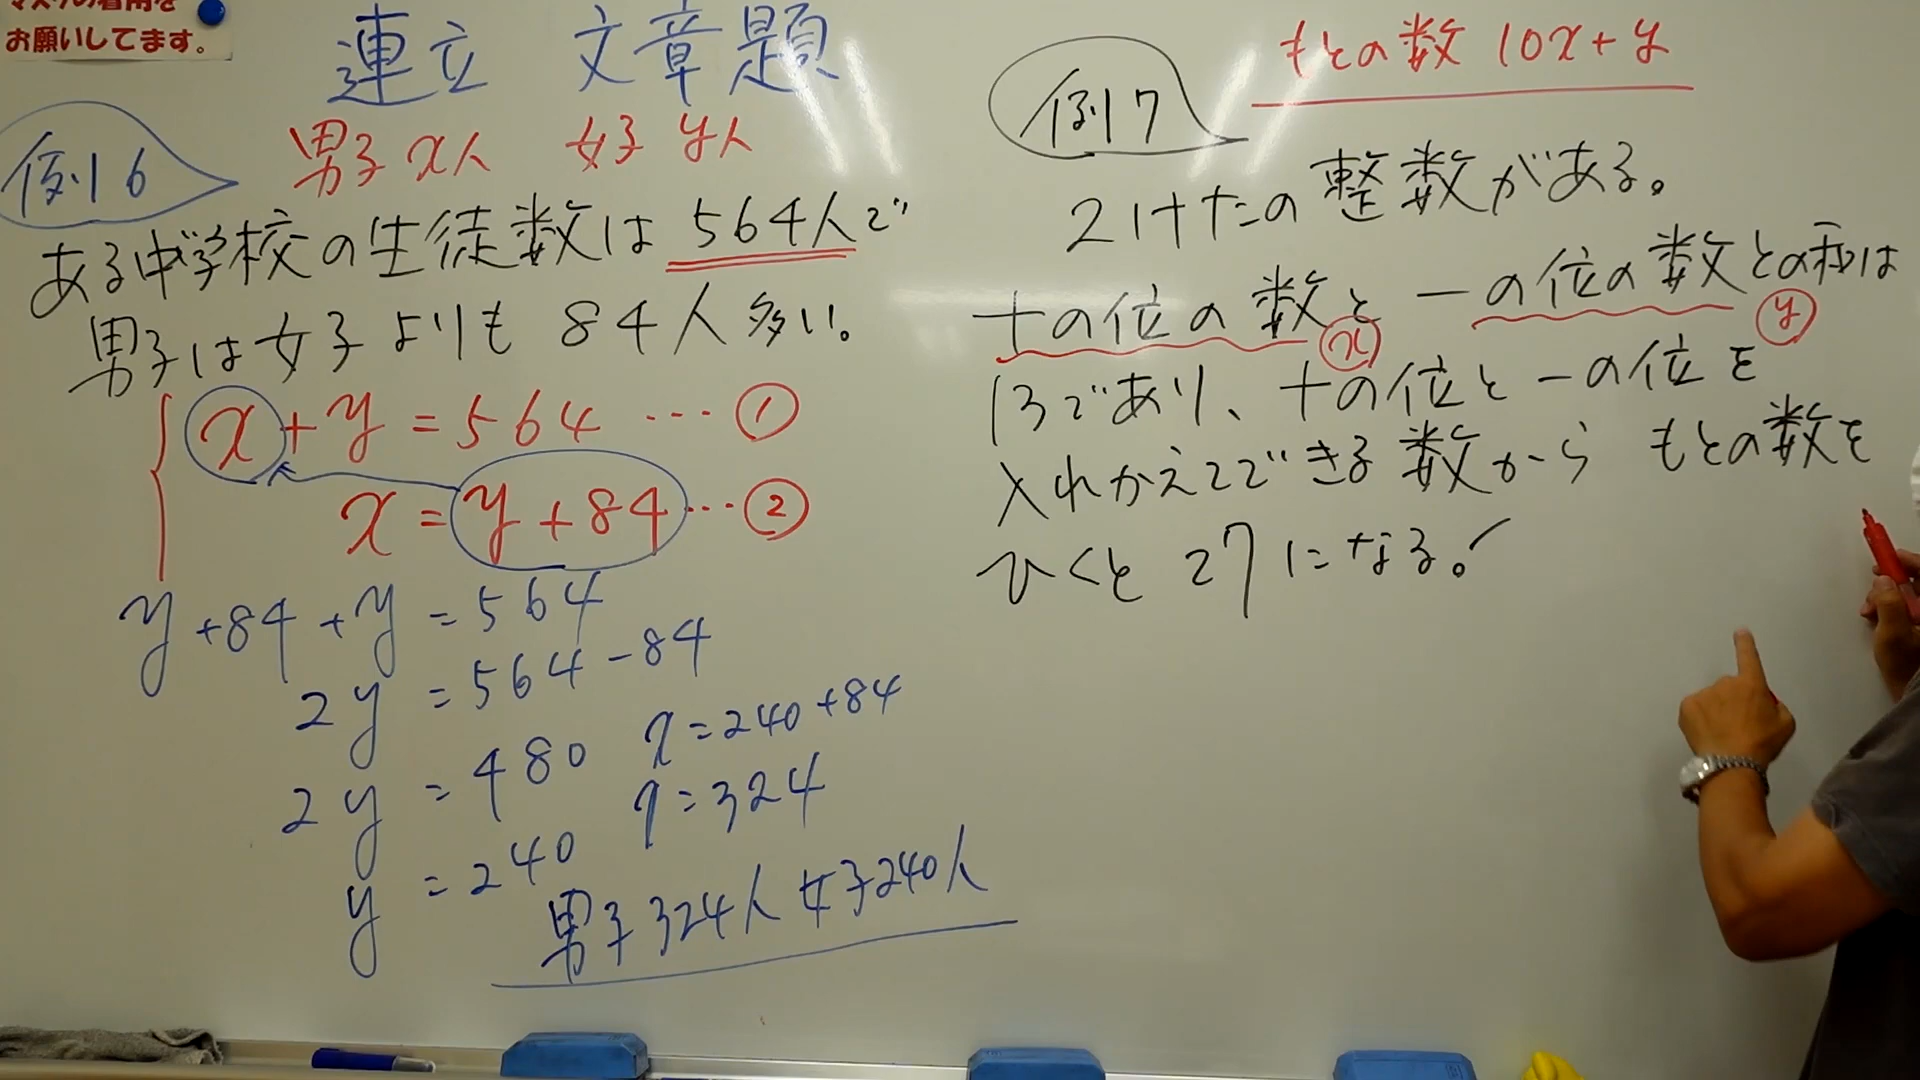 お願いしてます。
連立 文章題
例16
男子 x人 女子 y人
ある中学校の生徒数は 564人で
男子は女子よりも 84人多い。
x+y=564 … ①
x=y+84 … ②
y+84+y=564
2y=564-84
2y=480
y=240
x=240+84
x=324
男子324人 女子240人
もとの数 10x+y
例17
2けたの整数がある。
十の位の数と一の位の数との和は
x y
13であり、十の位と一の位を
入れかえてできる数から もとの数を
ひくと 27になる。